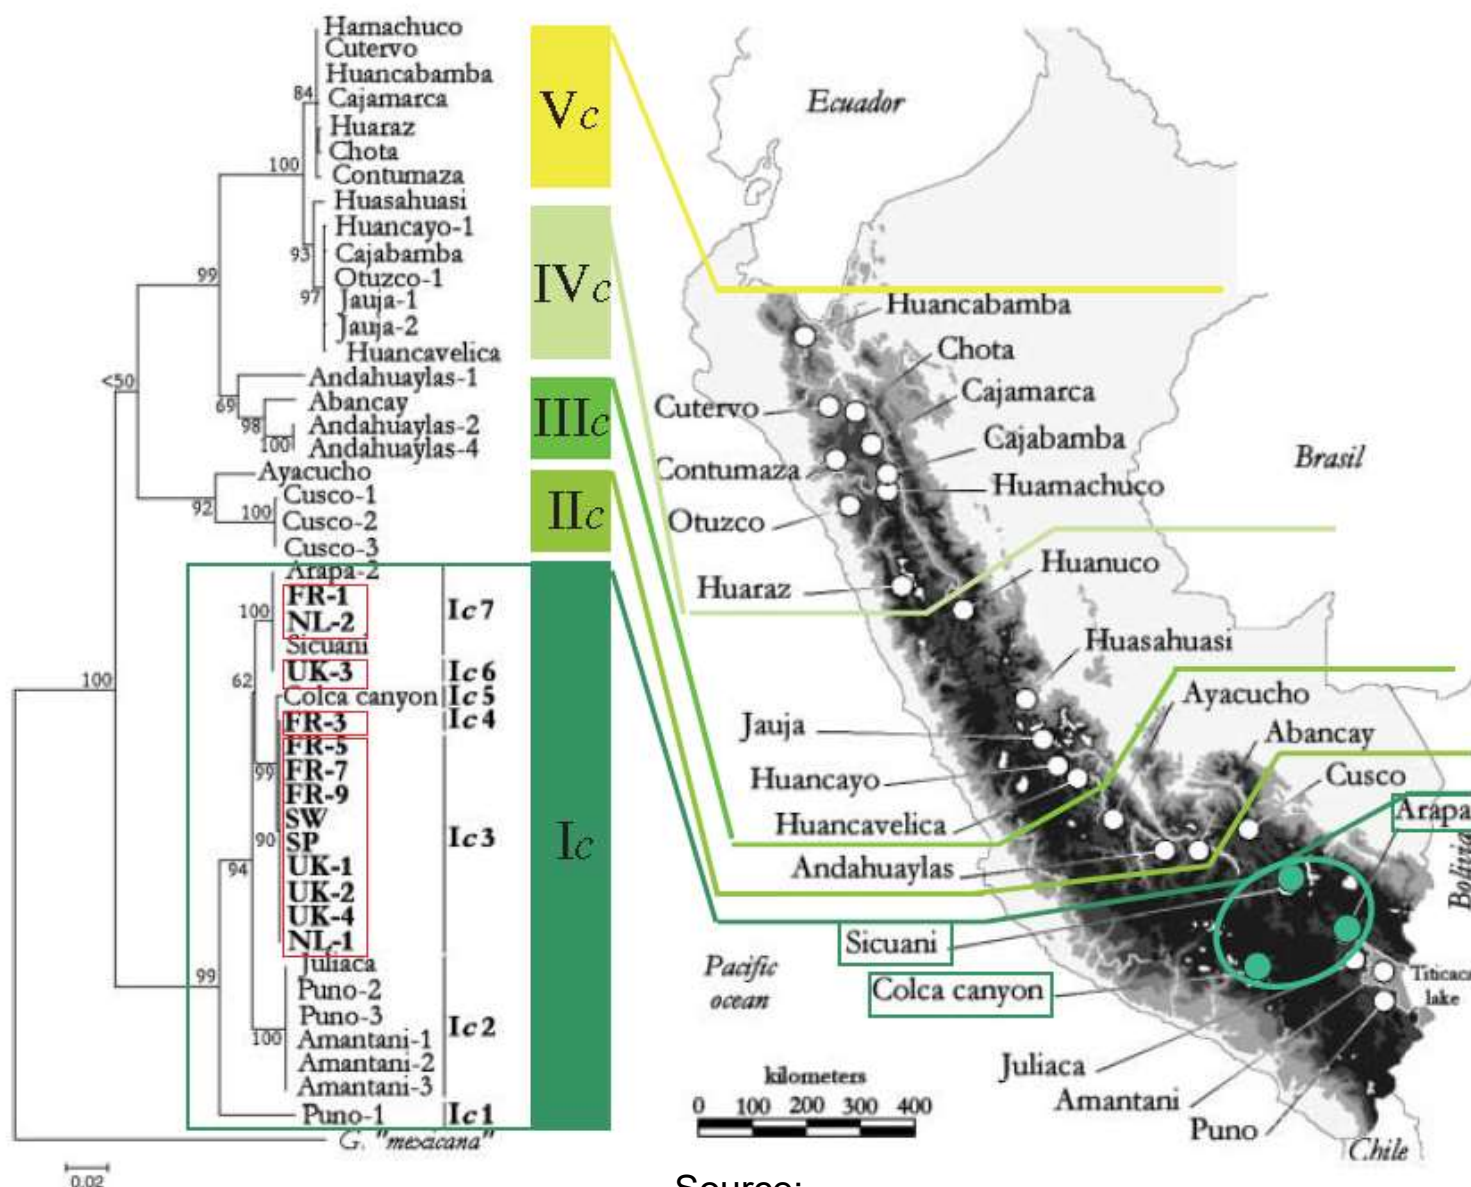 Hamachuco
Cutervo
Huancabamba
Cajamarca
Huaraz
Chota
Contumaza
Huasahuasi
Huancayo-1
Cajabamba
Otuzco-1
Jauja-1
Jauja-2
Huancavelica
Andahuaylas-1
Abancay
Andahuaylas-2
Andahuaylas-4
Ayacucho
Cusco-1
Cusco-2
Cusco-3
Arapa-2
FR-1
NL-2
Sicuani
UK-3
Colca canyon
FR-3
FR-5
FR-7
FR-9
SW
SP
UK-1
UK-2
UK-4
NL-1
Juliaca
Puno-2
Puno-3
Amantani-1
Amantani-2
Amantani-3
Puno-1
G. "mexicana"
84
100
93
97
99
<50
69
98
100
92
100
100
62
99
90
94
99
100
100
0.02
Ic7
Ic6
Ic5
Ic4
Ic3
Ic2
Ic1
Vc
IVc
IIIc
IIc
Ic
Ecuador
Huancabamba
Chota
Cutervo
Cajamarca
Cajabamba
Brasil
Contumaza
Huamachuco
Otuzco
Huanuco
Huaraz
Huasahuasi
Ayacucho
Jauja
Abancay
Huancayo
Cusco
Arapa
Huancavelica
Andahuaylas
Bolivia
Sicuani
Pacific
ocean
Colca canyon
Titicaca
lake
Juliaca
Amantani
Puno
Chile
kilometers
0 100 200 300 400
Source: